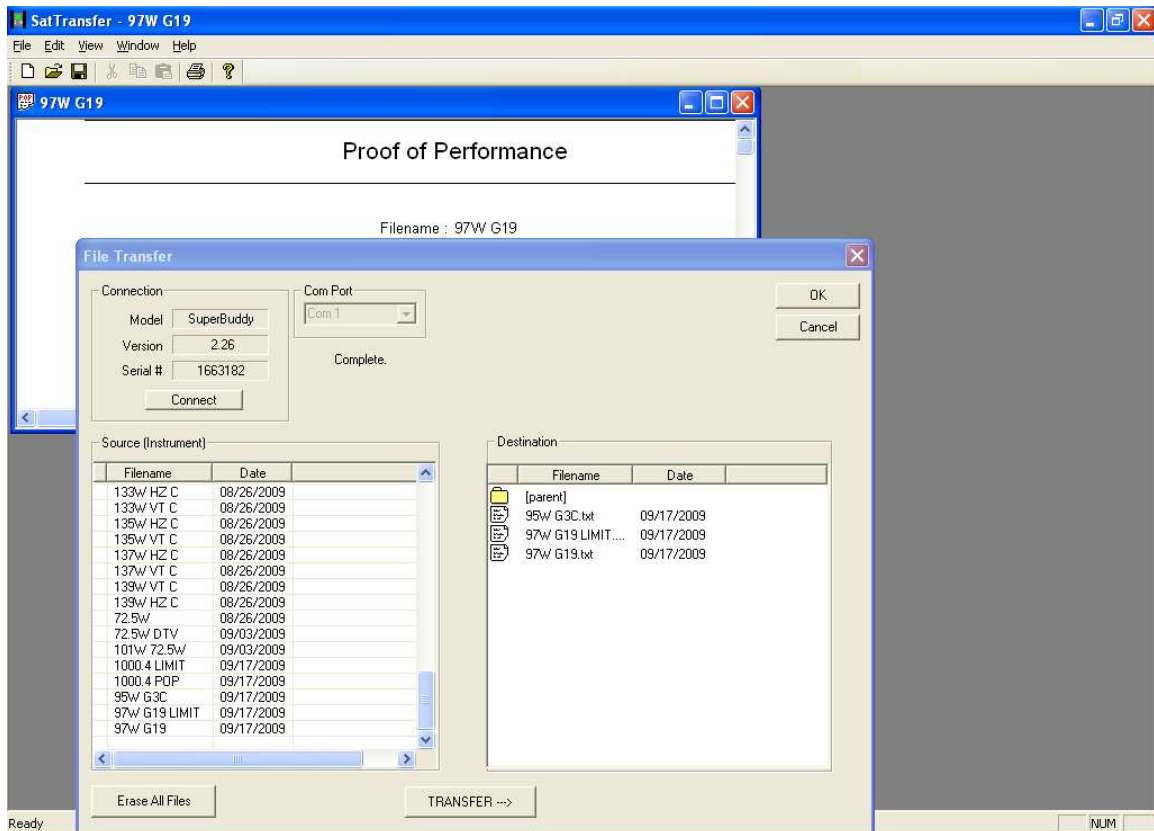 SatTransfer - 97W G19
File Edit View Window Help
97W G19
Proof of Performance
Filename : 97W G19
File Transfer
Connection
Model SuperBuddy
Version 2.26
Serial # 1663182
Connect
Com Port
Com 1
Complete.
OK
Cancel
Source (Instrument)
Filename Date
133W HZ C 08/26/2009
133W VT C 08/26/2009
135W HZ C 08/26/2009
135W VT C 08/26/2009
137W HZ C 08/26/2009
137W VT C 08/26/2009
139W VT C 08/26/2009
139W HZ C 08/26/2009
72.5W 08/26/2009
72.5W DTV 09/03/2009
101W 72.5W 09/03/2009
1000.4 LIMIT 09/17/2009
1000.4 POP 09/17/2009
95W G3C 09/17/2009
97W G19 LIMIT 09/17/2009
97W G19 09/17/2009
Destination
Filename Date
[parent]
95W G3C.txt 09/17/2009
97W G19 LIMIT.... 09/17/2009
97W G19.txt 09/17/2009
Erase All Files
TRANSFER --->
Ready
NUM